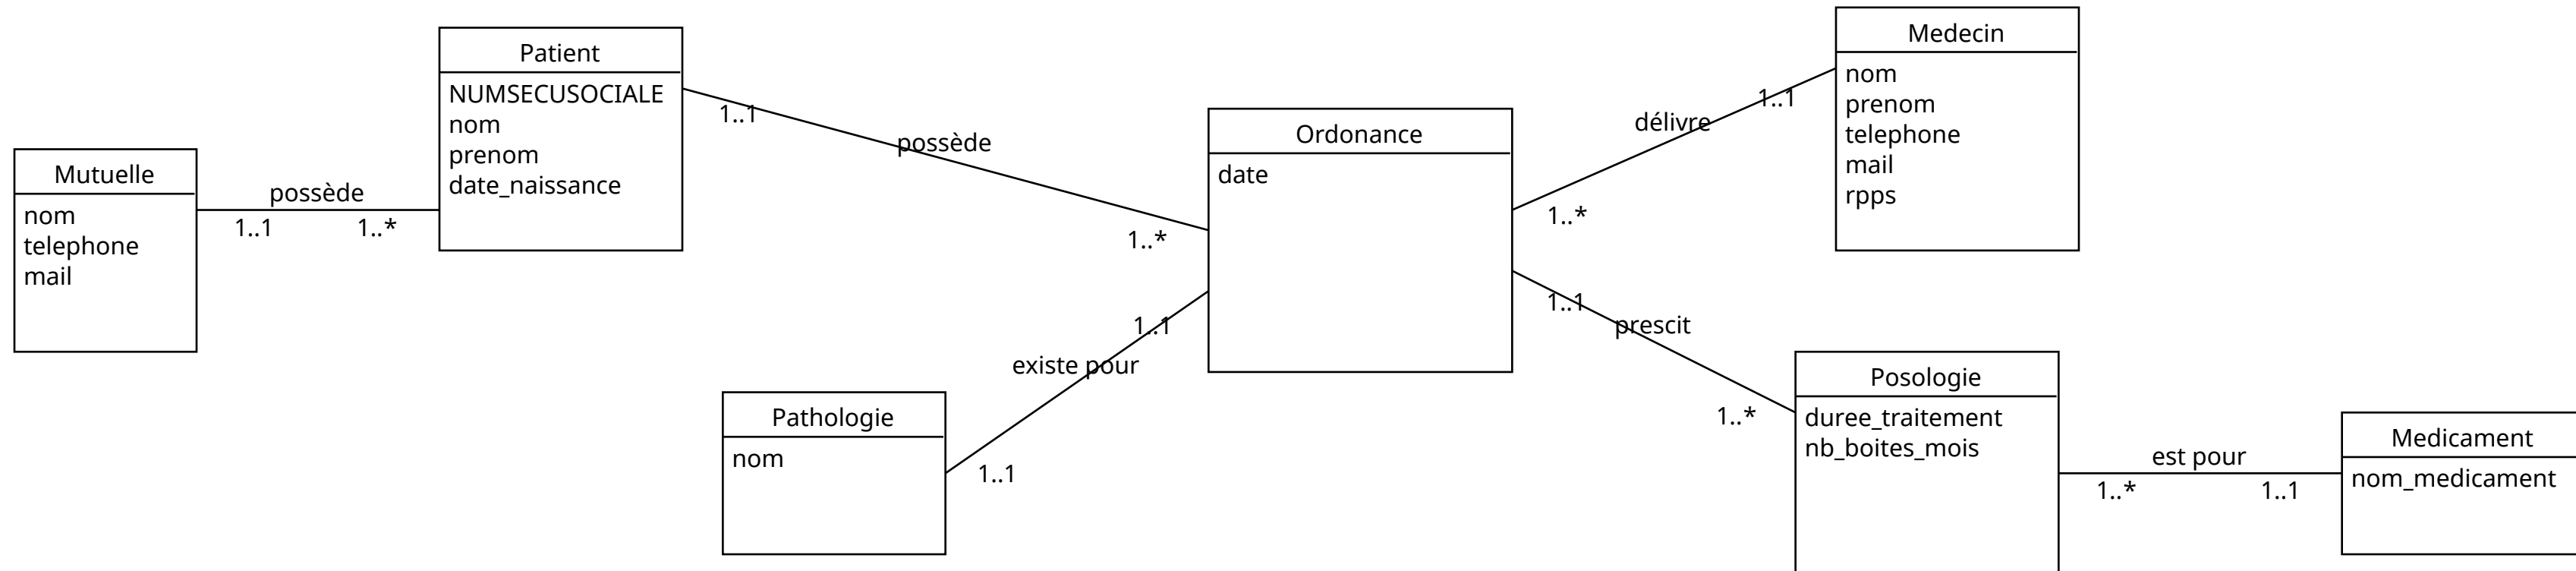 Mutuelle
nom
telephone
mail
possède
1..1
1..*
Patient
NUMSECUSOCIALE
nom
prenom
date_naissance
1..1
possède
1..*
Ordonance
date
Pathologie
nom
1..1
existe pour
1..1
1..*
délivre
1..1
Medecin
nom
prenom
telephone
mail
rpps
1..1
prescit
1..*
Posologie
duree_traitement
nb_boites_mois
est pour
1..*
1..1
Medicament
nom_medicament